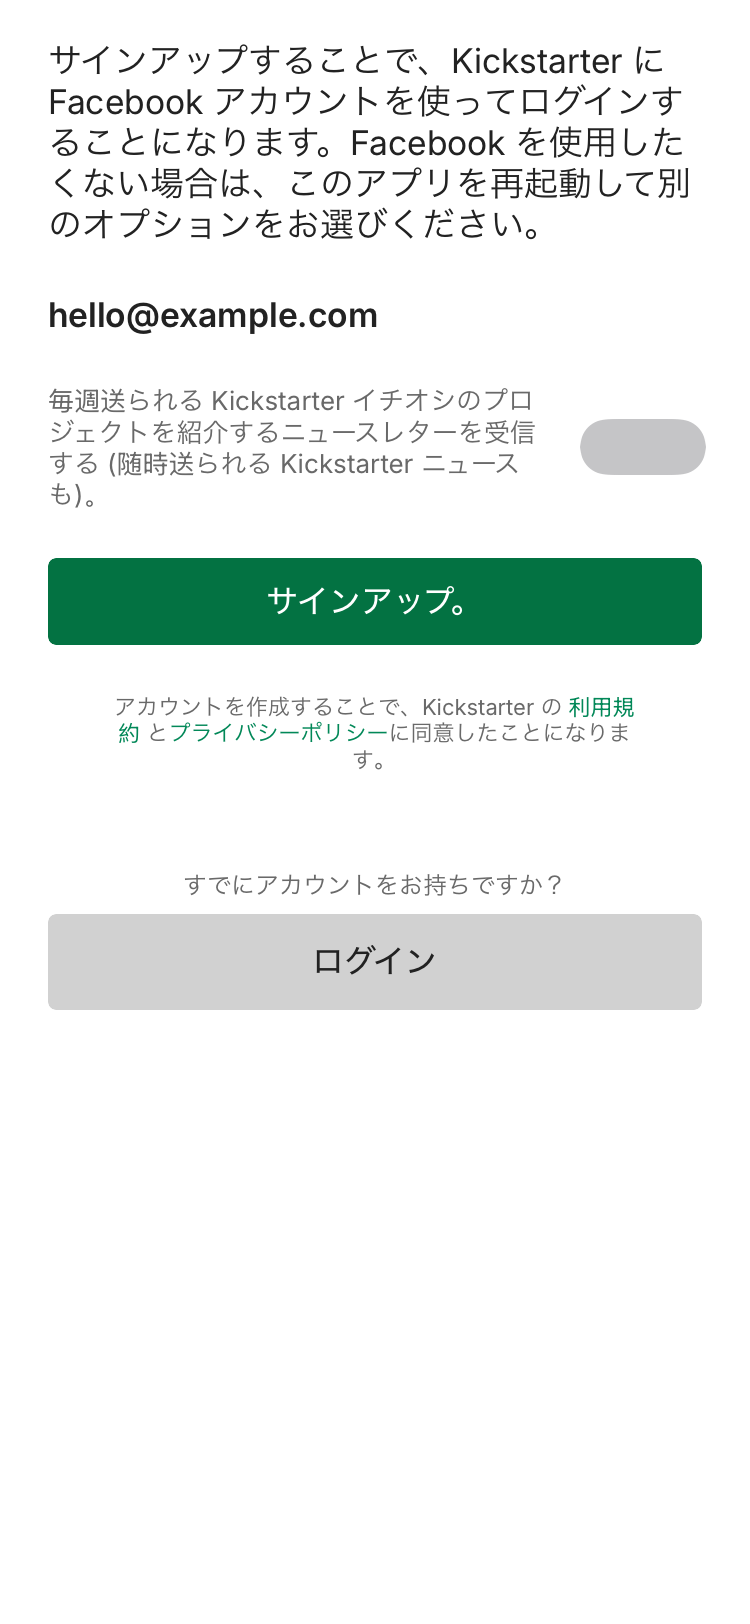 サインアップすることで、Kickstarter に
Facebook アカウントを使ってログインす
ることになります。Facebook を使用した
くない場合は、このアプリを再起動して別
のオプションをお選びください。
hello@example.com
毎週送られる Kickstarter イチオシのプロ
ジェクトを紹介するニュースレターを受信
する (随時送られる Kickstarter ニュース
も)。
サインアップ。
アカウントを作成することで、Kickstarter の 利用規
約 とプライバシーポリシーに同意したことになりま
す。
すでにアカウントをお持ちですか？
ログイン